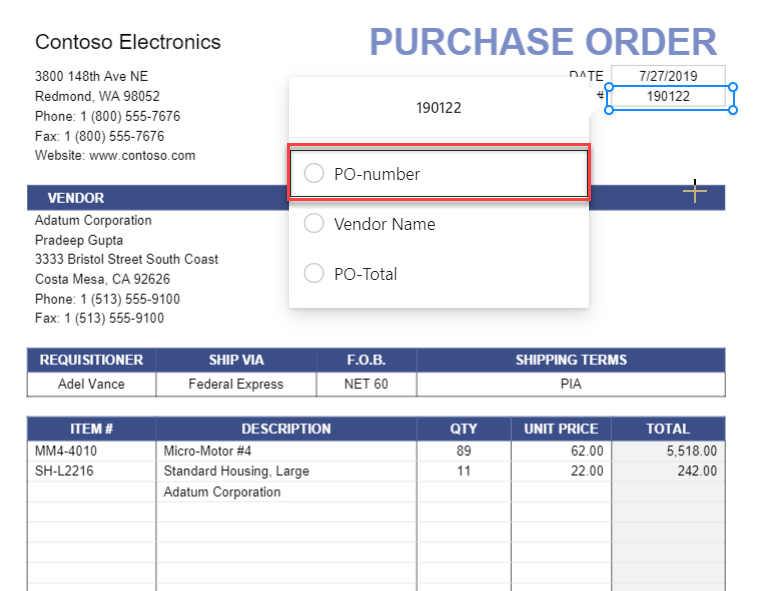 Contoso Electronics
PURCHASE ORDER
3800 148th Ave NE
DATE 7/27/2019
Redmond, WA 98052
# 190122
Phone: 1 (800) 555-7676
Fax: 1 (800) 555-7676
Website: www.contoso.com
190122
PO-number
Vendor Name
PO-Total
VENDOR
Adatum Corporation
Pradeep Gupta
3333 Bristol Street South Coast
Costa Mesa, CA 92626
Phone: 1 (513) 555-9100
Fax: 1 (513) 555-9100
REQUISITIONER SHIP VIA F.O.B. SHIPPING TERMS
Adel Vance Federal Express NET 60 PIA
ITEM # DESCRIPTION QTY UNIT PRICE TOTAL
MM4-4010 Micro-Motor #4 89 62.00 5,518.00
SH-L2216 Standard Housing, Large 11 22.00 242.00
Adatum Corporation